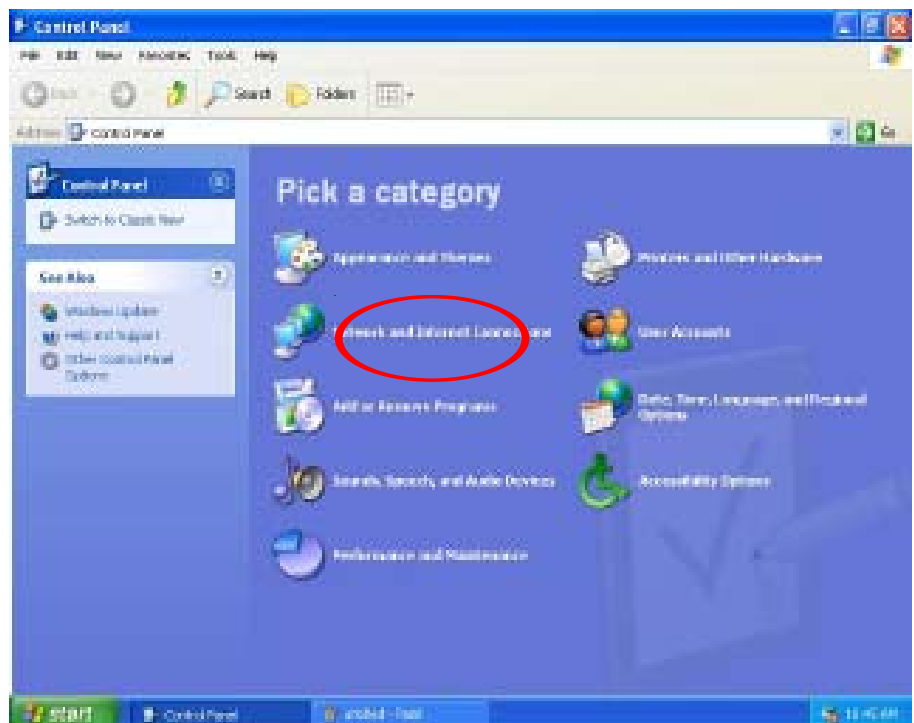 Control Panel
File Edit View Favorites Tools Help
Back Search Folders
Address Control Panel Go
Control Panel
Switch to Classic View
See Also
Windows Update
Help and Support
Other Control Panel
Options
Pick a category
Appearance and Themes
Printers and Other Hardware
Network and Internet Connections
User Accounts
Add or Remove Programs
Date, Time, Language, and Regional
Options
Sounds, Speech, and Audio Devices
Accessibility Options
Performance and Maintenance
start Control Panel untitled - Paint